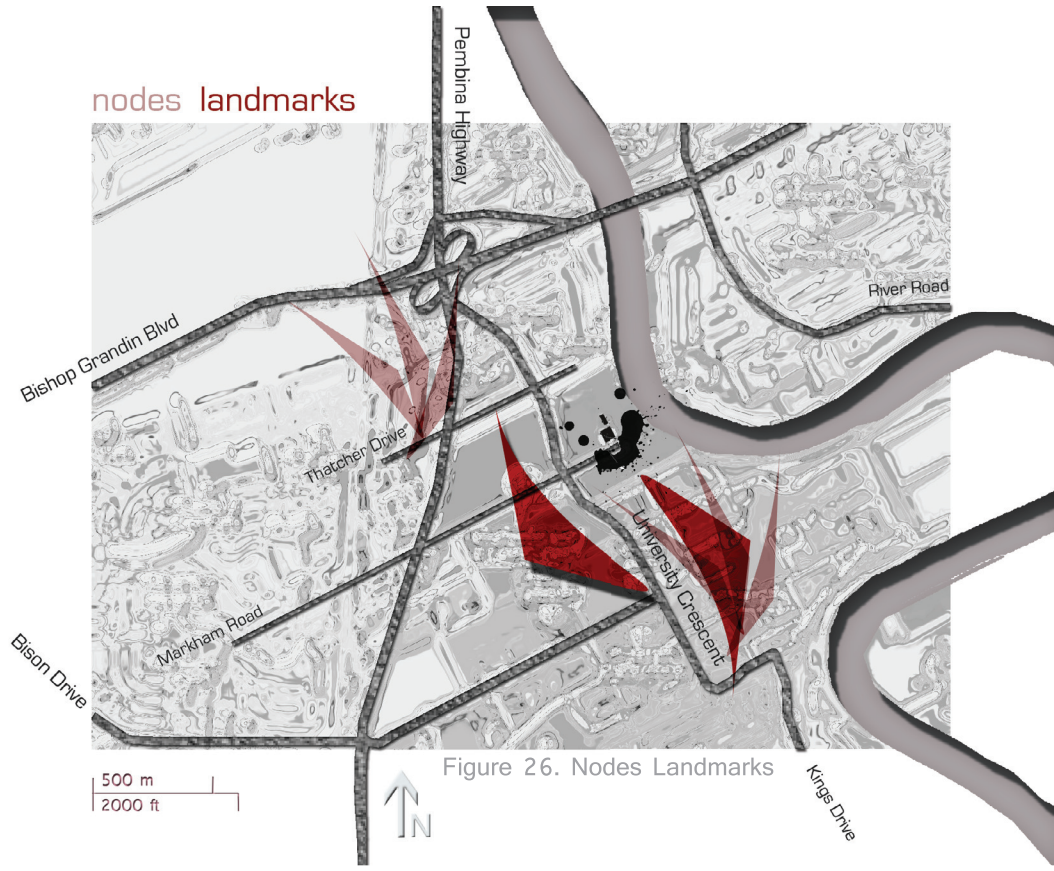 Pembina Highway
nodes landmarks
River Road
Bishop Grandin Blvd
Thatcher Drive
University Crescent
Markham Road
Bison Drive
Figure 26. Nodes Landmarks
500 m
2000 ft
N
Kings Drive